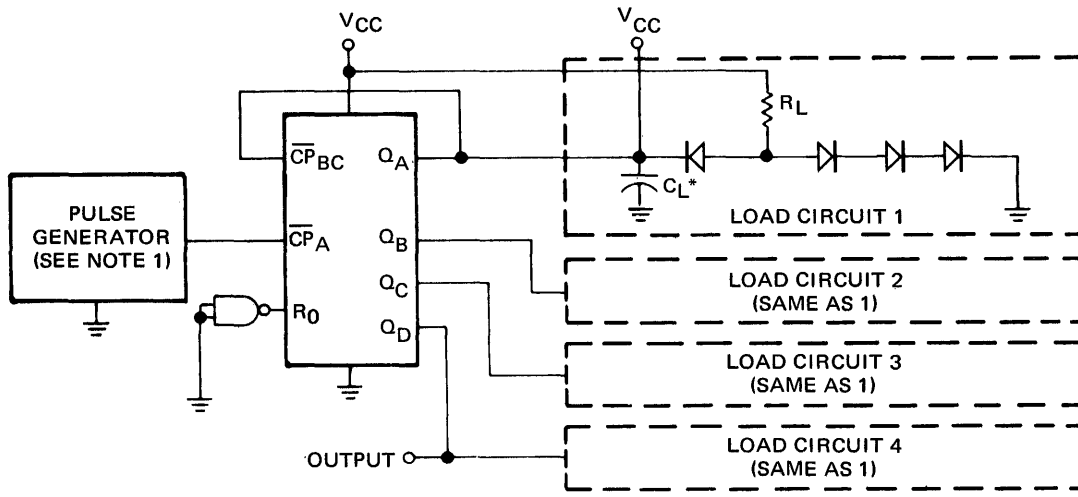 VCC
VCC
RL
CPBC
QA
CL*
PULSE
GENERATOR
(SEE NOTE 1)
CPA
LOAD CIRCUIT 1
QB
QC
LOAD CIRCUIT 2
(SAME AS 1)
R0
QD
LOAD CIRCUIT 3
(SAME AS 1)
OUTPUT
LOAD CIRCUIT 4
(SAME AS 1)